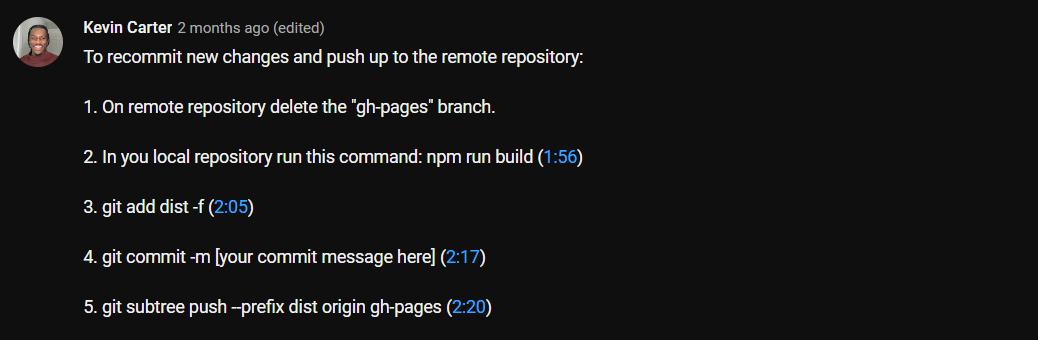 Kevin Carter 2 months ago (edited)
To recommit new changes and push up to the remote repository:
1. On remote repository delete the "gh-pages" branch.
2. In you local repository run this command: npm run build (1:56)
3. git add dist -f (2:05)
4. git commit -m [your commit message here] (2:17)
5. git subtree push --prefix dist origin gh-pages (2:20)